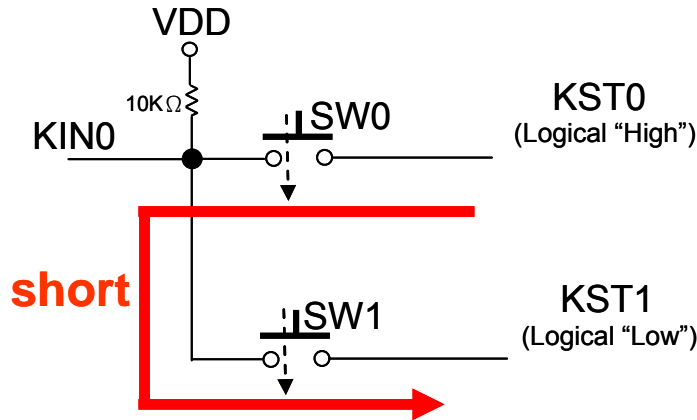 VDD
10KΩ
KIN0
SW0
KST0
(Logical “High”)
short
SW1
KST1
(Logical “Low”)